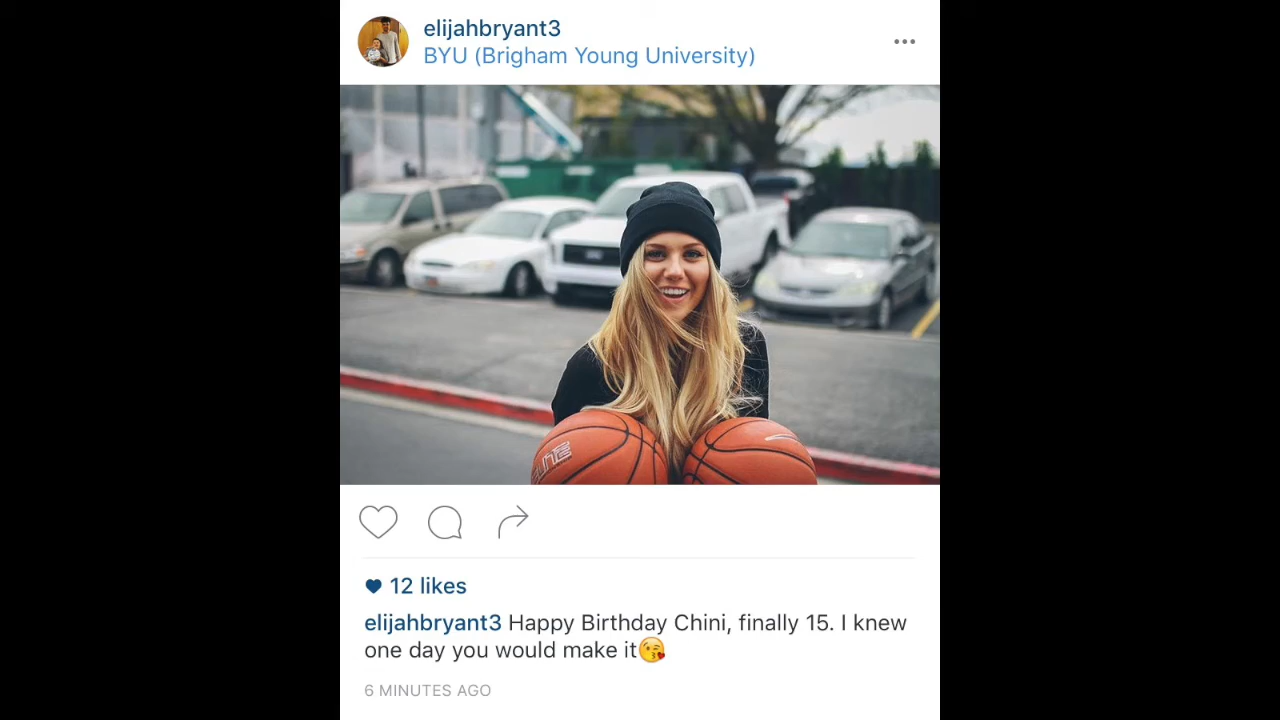 elijahbryant3
BYU (Brigham Young University)
12 likes
elijahbryant3 Happy Birthday Chini, finally 15. I knew
one day you would make it😘
6 MINUTES AGO